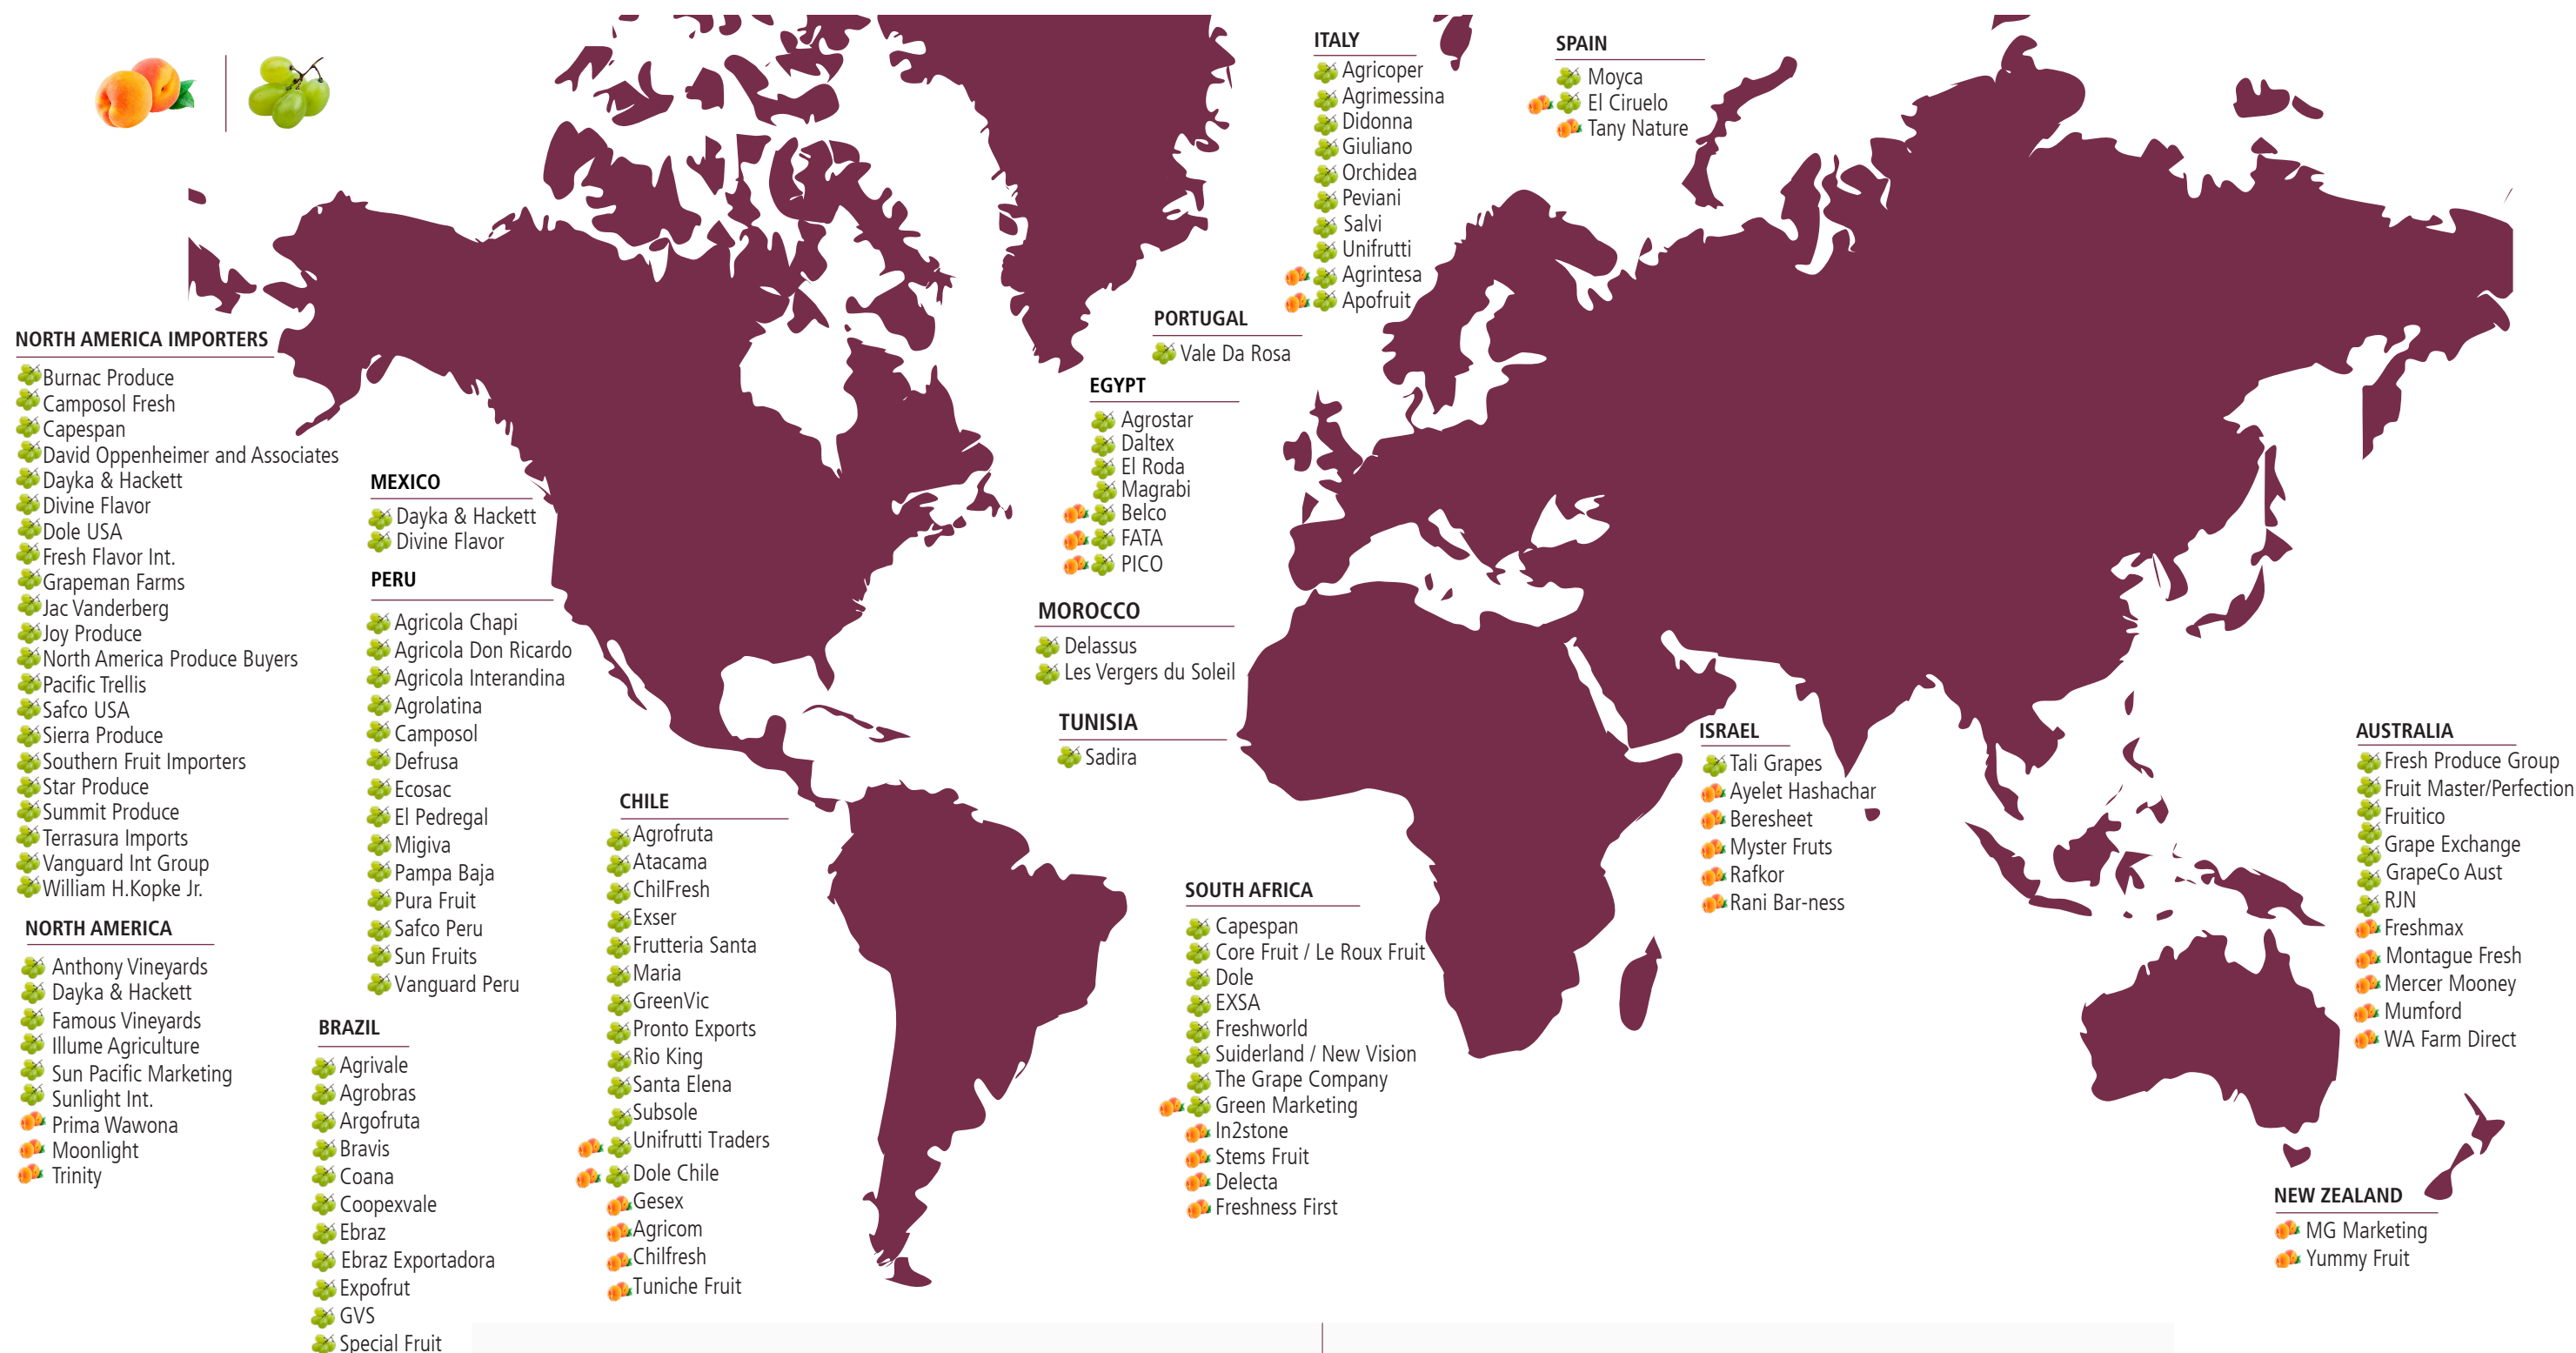 ITALY
Agricoper
Agrimessina
Didonna
Giuliano
Orchidea
Peviani
Salvi
Unifrutti
Agrintesa
Apofruit
SPAIN
Moyca
El Ciruelo
Tany Nature
PORTUGAL
Vale Da Rosa
EGYPT
Agrostar
Daltex
El Roda
Magrabi
Belco
FATA
PICO
MOROCCO
Delassus
Les Vergers du Soleil
TUNISIA
Sadira
NORTH AMERICA IMPORTERS
Burnac Produce
Camposol Fresh
Capespan
David Oppenheimer and Associates
Dayka & Hackett
Divine Flavor
Dole USA
Fresh Flavor Int.
Grapeman Farms
Jac Vanderberg
Joy Produce
North America Produce Buyers
Pacific Trellis
Safco USA
Sierra Produce
Southern Fruit Importers
Star Produce
Summit Produce
Terrasura Imports
Vanguard Int Group
William H.Kopke Jr.
NORTH AMERICA
Anthony Vineyards
Dayka & Hackett
Famous Vineyards
Illume Agriculture
Sun Pacific Marketing
Sunlight Int.
Prima Wawona
Moonlight
Trinity
MEXICO
Dayka & Hackett
Divine Flavor
PERU
Agricola Chapi
Agricola Don Ricardo
Agricola Interandina
Agrolatina
Camposol
Defrusa
Ecosac
El Pedregal
Migiva
Pampa Baja
Pura Fruit
Safco Peru
Sun Fruits
Vanguard Peru
BRAZIL
Agrivale
Agrobras
Argofruta
Bravis
Coana
Coopexvale
Ebraz
Ebraz Exportadora
Expofrut
GVS
Special Fruit
CHILE
Agrofruta
Atacama
ChilFresh
Exser
Frutteria Santa
Maria
GreenVic
Pronto Exports
Rio King
Santa Elena
Subsole
Unifrutti Traders
Dole Chile
Gesex
Agricom
Chilfresh
Tuniche Fruit
SOUTH AFRICA
Capespan
Core Fruit / Le Roux Fruit
Dole
EXSA
Freshworld
Suiderland / New Vision
The Grape Company
Green Marketing
In2stone
Stems Fruit
Delecta
Freshness First
ISRAEL
Tali Grapes
Ayelet Hashachar
Beresheet
Myster Fruts
Rafkor
Rani Bar-ness
AUSTRALIA
Fresh Produce Group
Fruit Master/Perfection
Fruitico
Grape Exchange
GrapeCo Aust
RJN
Freshmax
Montague Fresh
Mercer Mooney
Mumford
WA Farm Direct
NEW ZEALAND
MG Marketing
Yummy Fruit